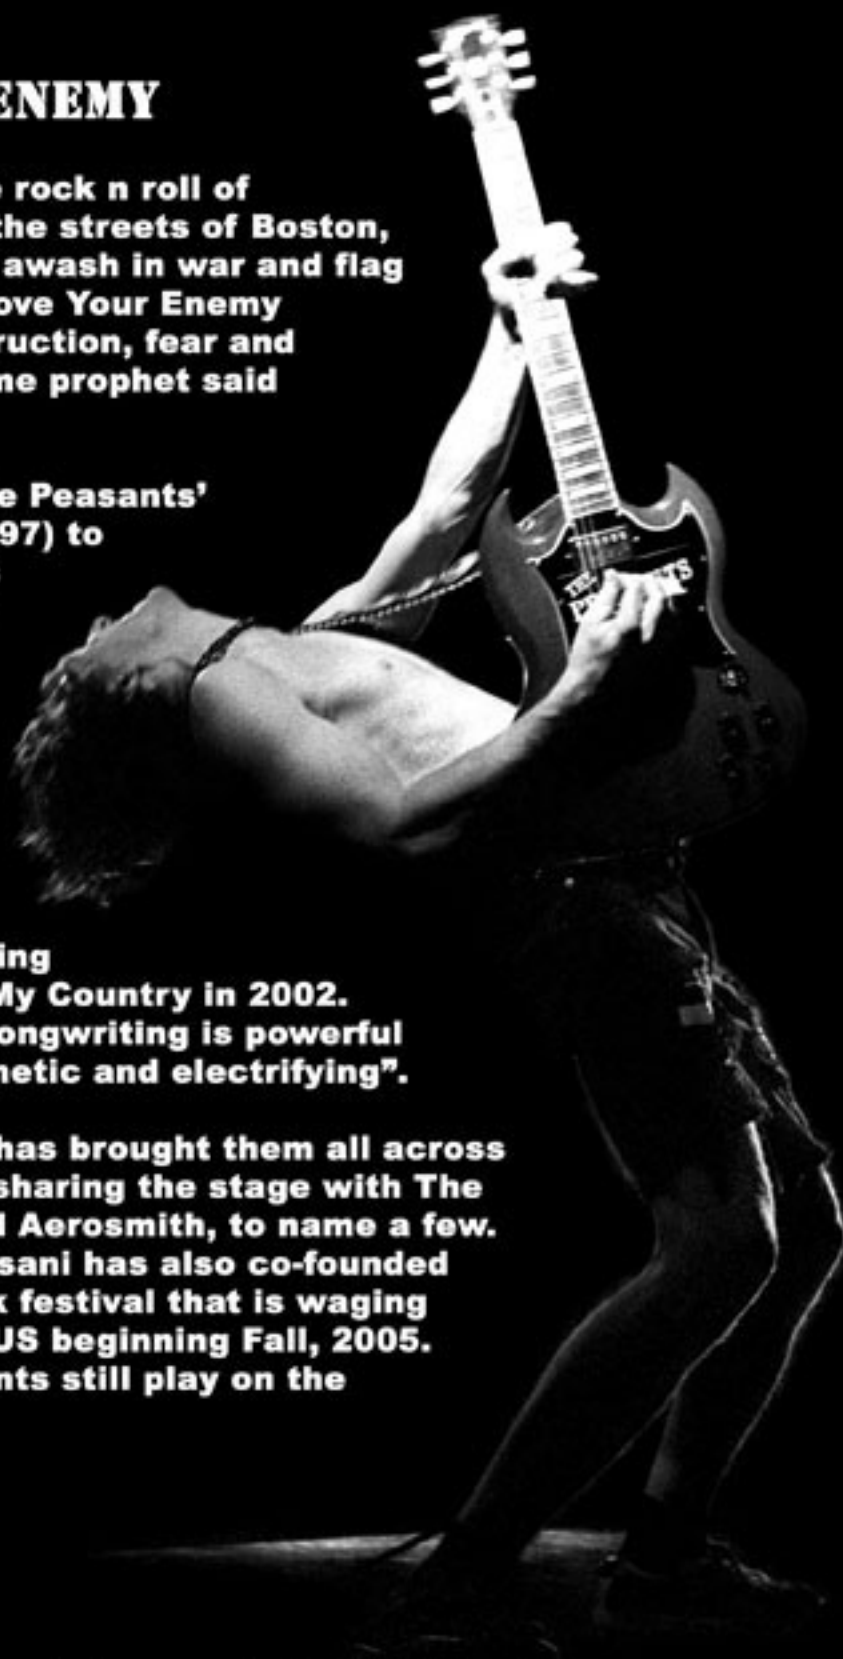 ENEMY
rock n roll of
the streets of Boston,
awash in war and flag
ove Your Enemy
ruction, fear and
me prophet said
e Peasants'
97) to
THE
ing
My Country in 2002.
ongwriting is powerful
netic and electrifying”.
has brought them all across
sharing the stage with The
Aerosmith, to name a few.
sani has also co-founded
festival that is waging
US beginning Fall, 2005.
nts still play on the